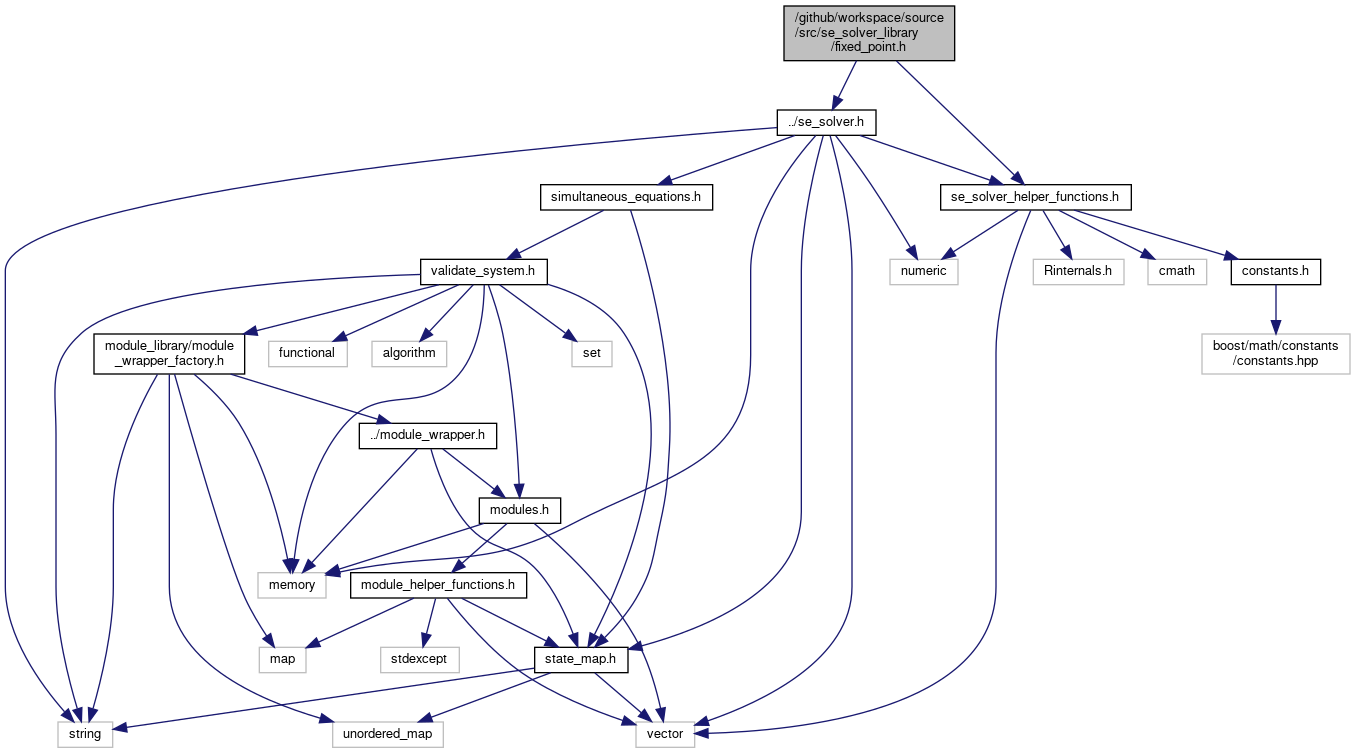 /github/workspace/source
/src/se_solver_library
/fixed_point.h
../se_solver.h
simultaneous_equations.h
se_solver_helper_functions.h
validate_system.h
numeric
Rinternals.h
cmath
constants.h
module_library/module
_wrapper_factory.h
functional
algorithm
set
boost/math/constants
/constants.hpp
../module_wrapper.h
modules.h
memory
module_helper_functions.h
map
stdexcept
state_map.h
string
unordered_map
vector